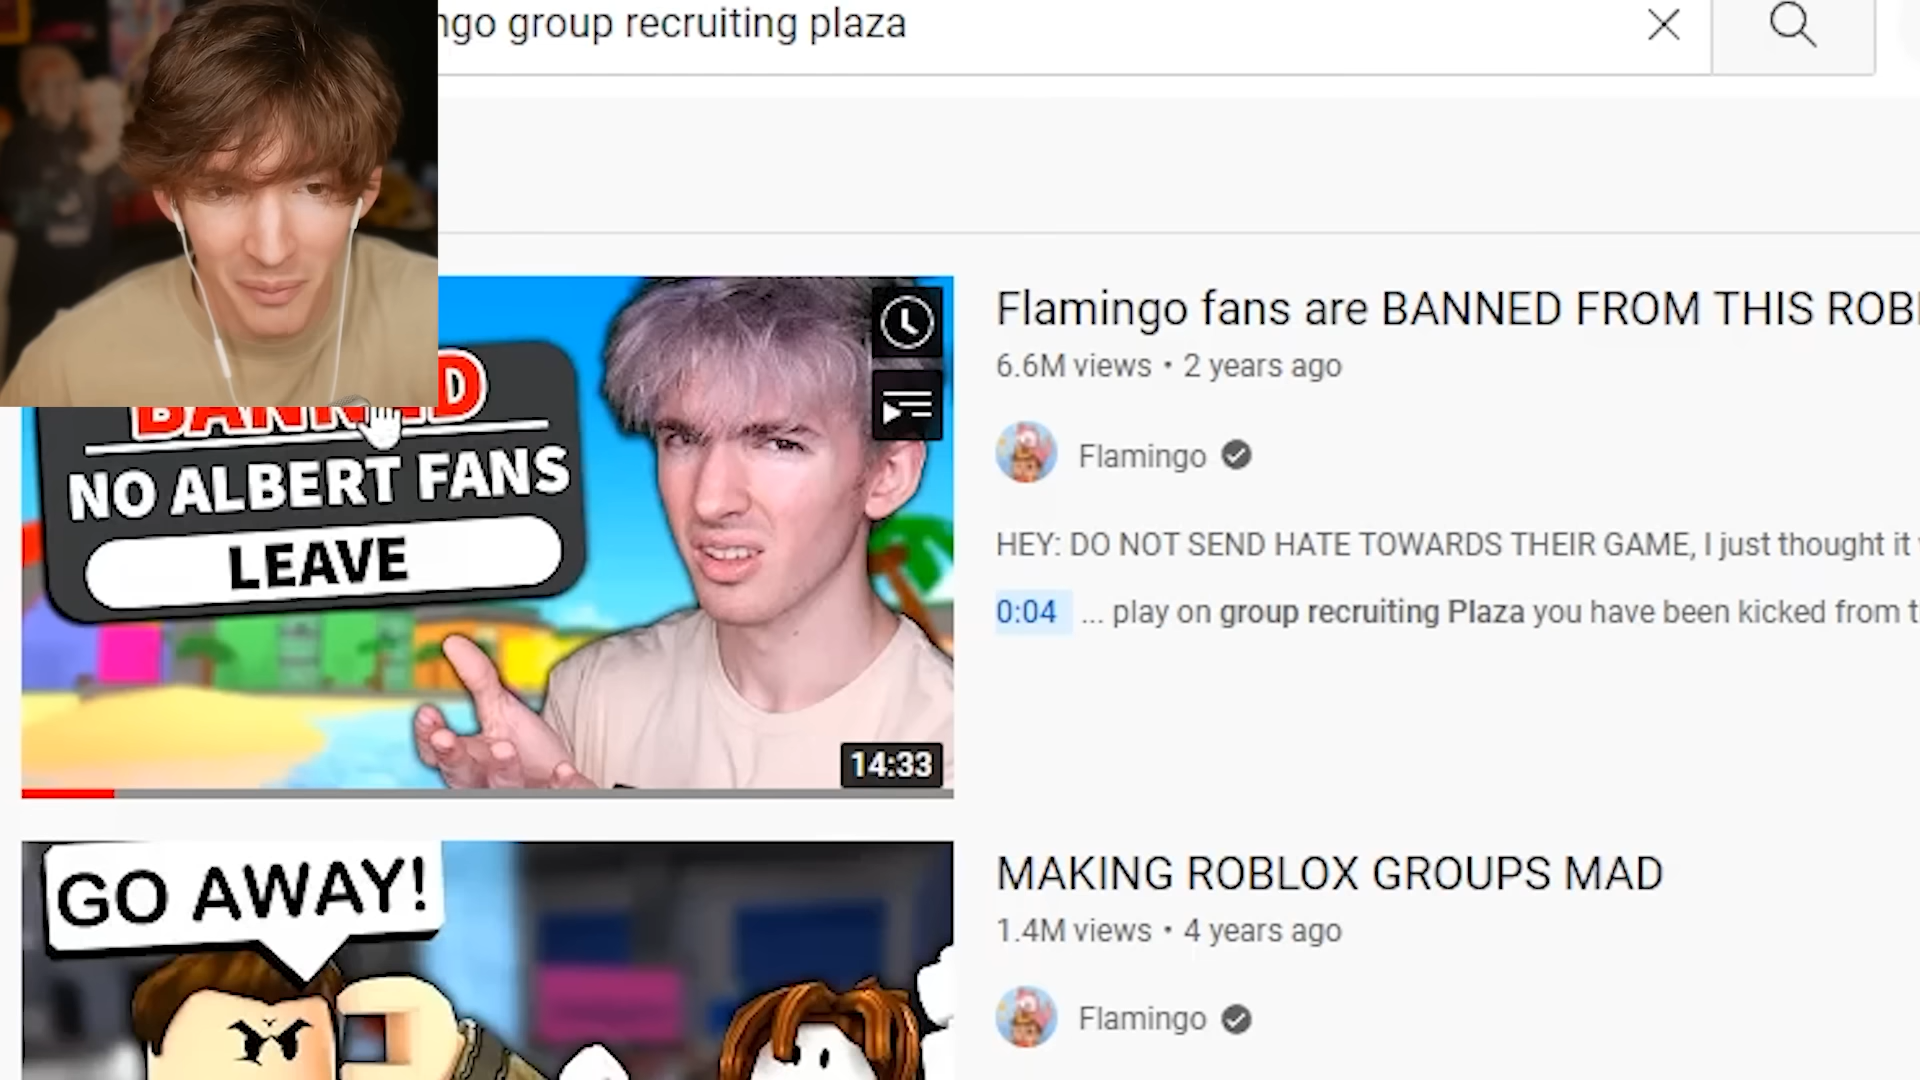 ngo group recruiting plaza
BANNED
NO ALBERT FANS
LEAVE
14:33
Flamingo fans are BANNED FROM THIS ROB
6.6M views • 2 years ago
Flamingo
HEY: DO NOT SEND HATE TOWARDS THEIR GAME, I just thought it
0:04 ... play on group recruiting Plaza you have been kicked from t
GO AWAY!
MAKING ROBLOX GROUPS MAD
1.4M views • 4 years ago
Flamingo